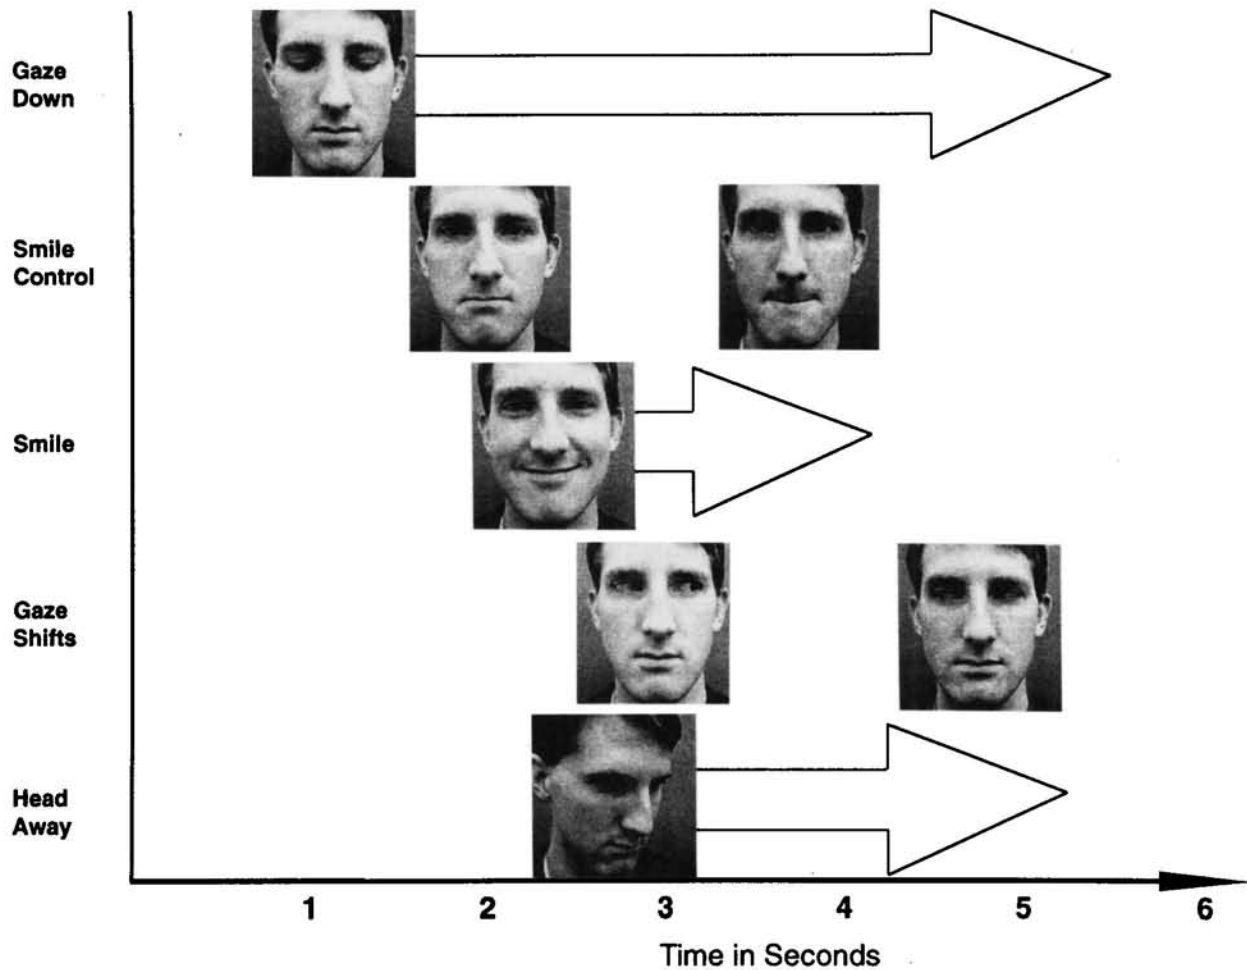 Gaze
Down
Smile
Control
Smile
Gaze
Shifts
Head
Away
1 2 3 4 5 6
Time in Seconds